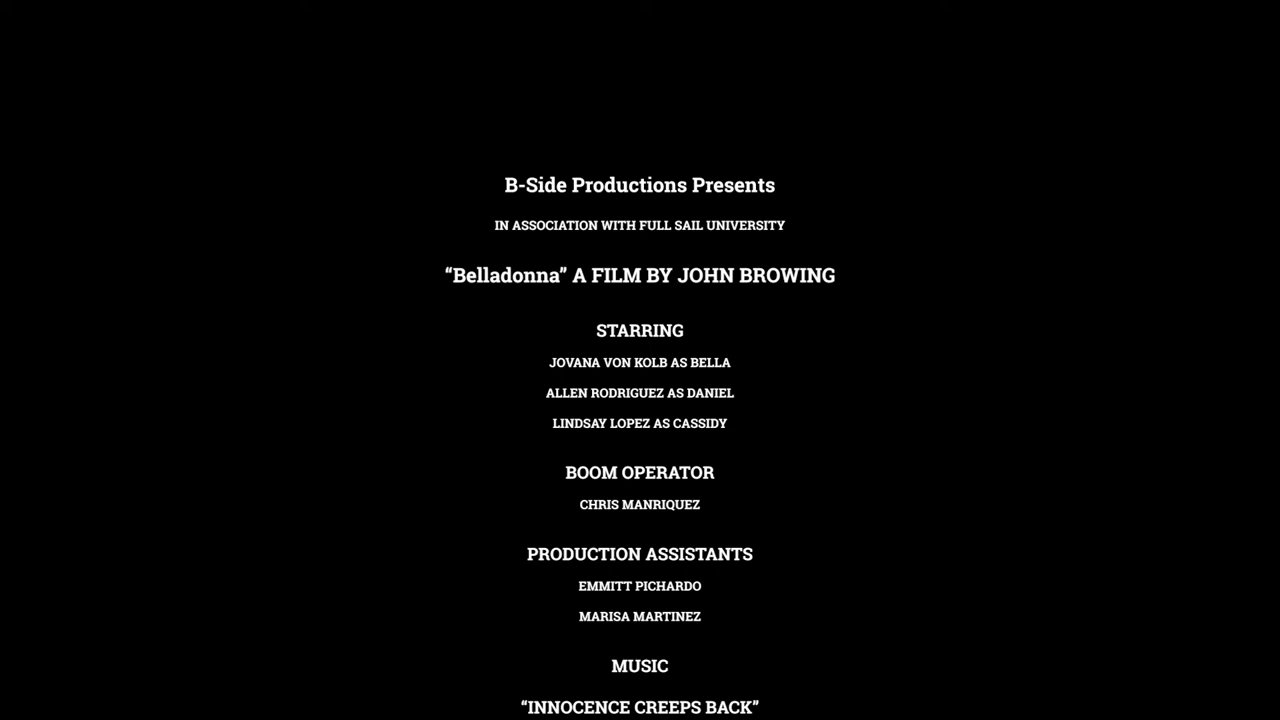 B-Side Productions Presents
IN ASSOCIATION WITH FULL SAIL UNIVERSITY
“Belladonna” A FILM BY JOHN BROWING
STARRING
JOVANA VON KOLB AS BELLA
ALLEN RODRIGUEZ AS DANIEL
LINDSAY LOPEZ AS CASSIDY
BOOM OPERATOR
CHRIS MANRIQUEZ
PRODUCTION ASSISTANTS
EMMITT PICHARDO
MARISA MARTINEZ
MUSIC
“INNOCENCE CREEPS BACK”